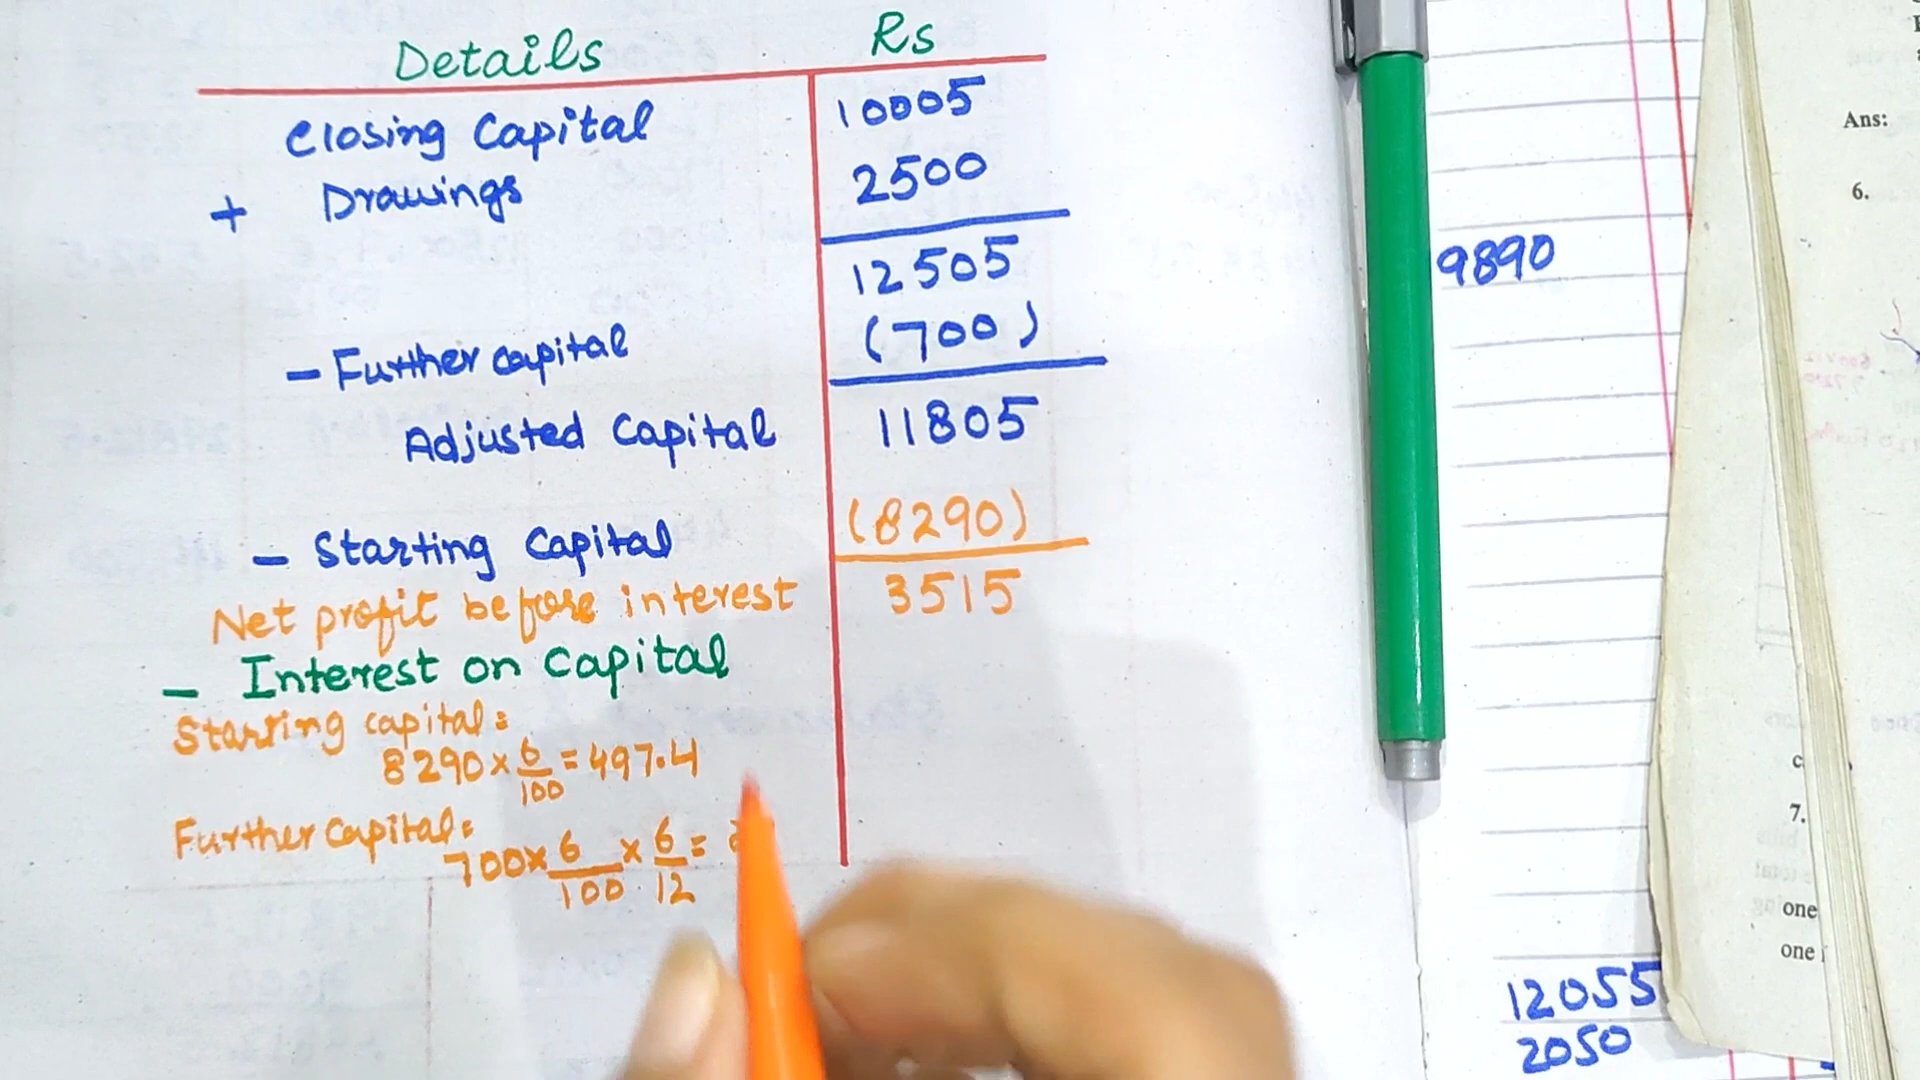 Details Rs
Closing Capital 10005
+ Drawings 2500
12505
- Further capital (700)
Adjusted Capital 11805
- Starting Capital (8290)
Net profit before interest 3515
- Interest on Capital
Starting capital=
8290 × 6/100 = 497.4
Further Capital=
700 × 6/100 × 6/12 =
9890
12055
2050
Ans:
6.
7.
one
one